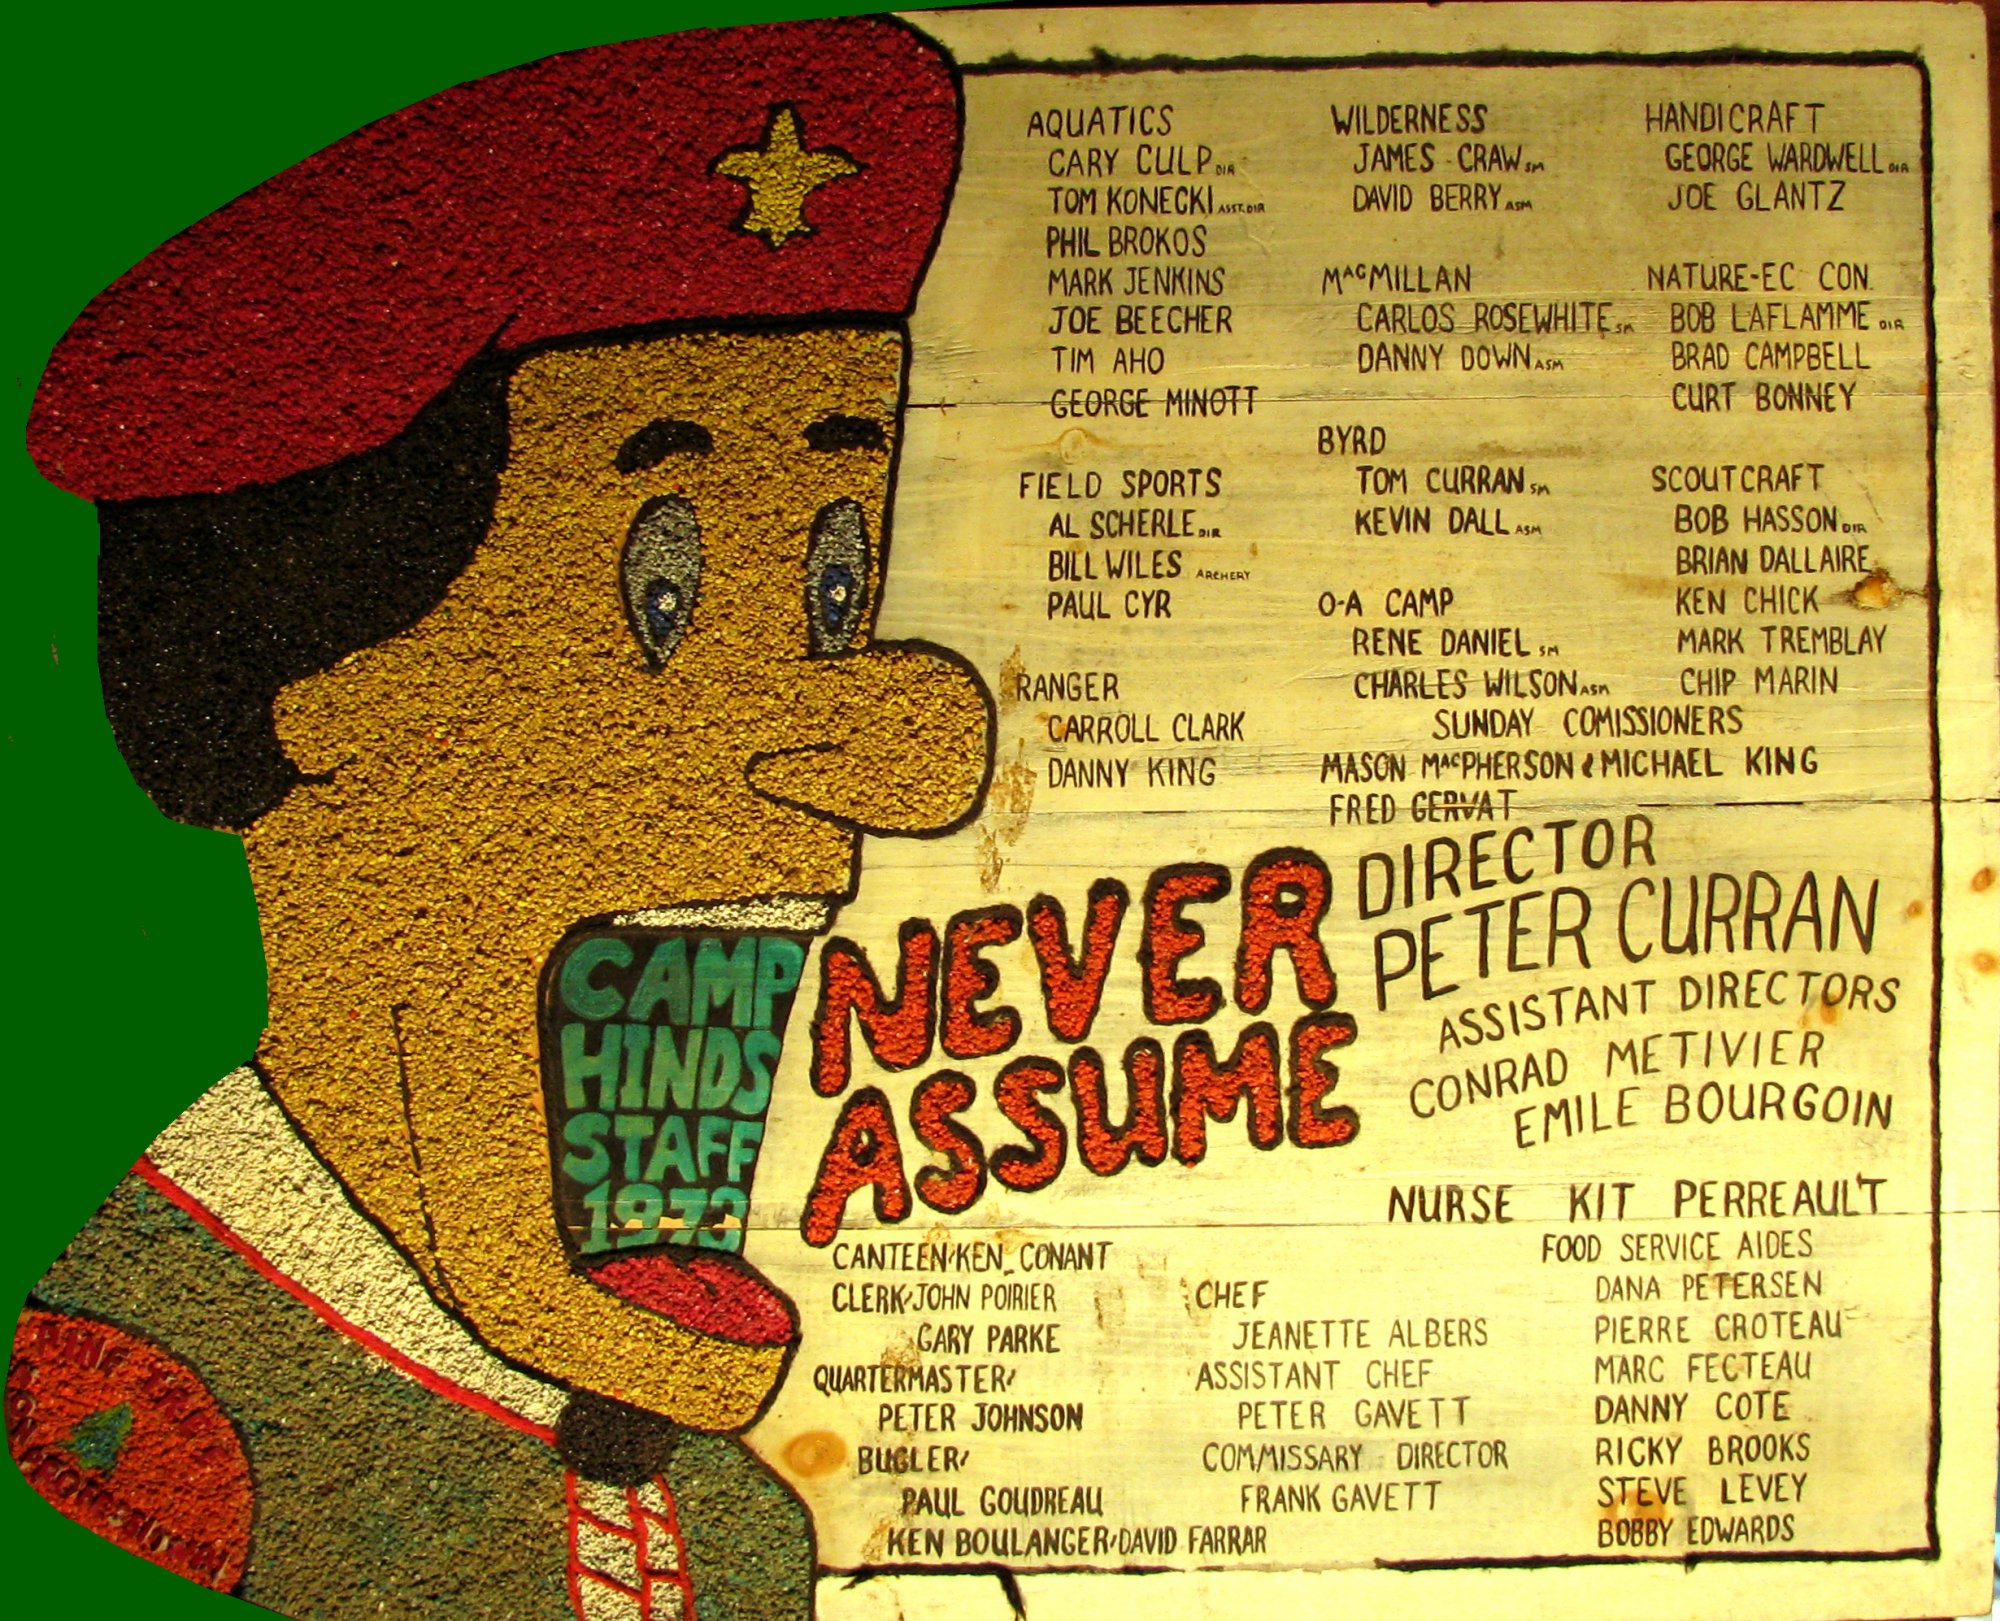 AQUATICS
CARY CULP DIR
TOM KONECKI ASST. DIR
PHIL BROKOS
MARK JENKINS
JOE BEECHER
TIM AHO
GEORGE MINOTT
FIELD SPORTS
AL SCHERLE DIR
BILL WILES ARCHERY
PAUL CYR
RANGER
CARROLL CLARK
DANNY KING
WILDERNESS
JAMES CRAW SM
DAVID BERRY ASM
MACMILLAN
CARLOS ROSEWHITE SM
DANNY DOWN ASM
BYRD
TOM CURRAN SM
KEVIN DALL ASM
O-A CAMP
RENE DANIEL SM
CHARLES WILSON ASM
HANDICRAFT
GEORGE WARDWELL DIR
JOE GLANTZ
NATURE-EC CON.
BOB LAFLAMME DIR
BRAD CAMPBELL
CURT BONNEY
SCOUTCRAFT
BOB HASSON DIR
BRIAN DALLAIRE
KEN CHICK
MARK TREMBLAY
CHIP MARIN
SUNDAY COMISSIONERS
MASON MACPHERSON & MICHAEL KING
FRED GERVAT
DIRECTOR
PETER CURRAN
ASSISTANT DIRECTORS
CONRAD METIVIER
EMILE BOURGOIN
NEVER
ASSUME
CAMP
HINDS
STAFF
1973
NURSE KIT PERREAULT
CANTEEN/KEN CONANT
CLERK/JOHN POIRIER
GARY PARKE
QUARTERMASTER/
PETER JOHNSON
BUGLER/
PAUL GOUDREAU
KEN BOULANGER/DAVID FARRAR
CHEF
JEANETTE ALBERS
ASSISTANT CHEF
PETER GAVETT
COMMISSARY DIRECTOR
FRANK GAVETT
FOOD SERVICE AIDES
DANA PETERSEN
PIERRE CROTEAU
MARC FECTEAU
DANNY COTE
RICKY BROOKS
STEVE LEVEY
BOBBY EDWARDS